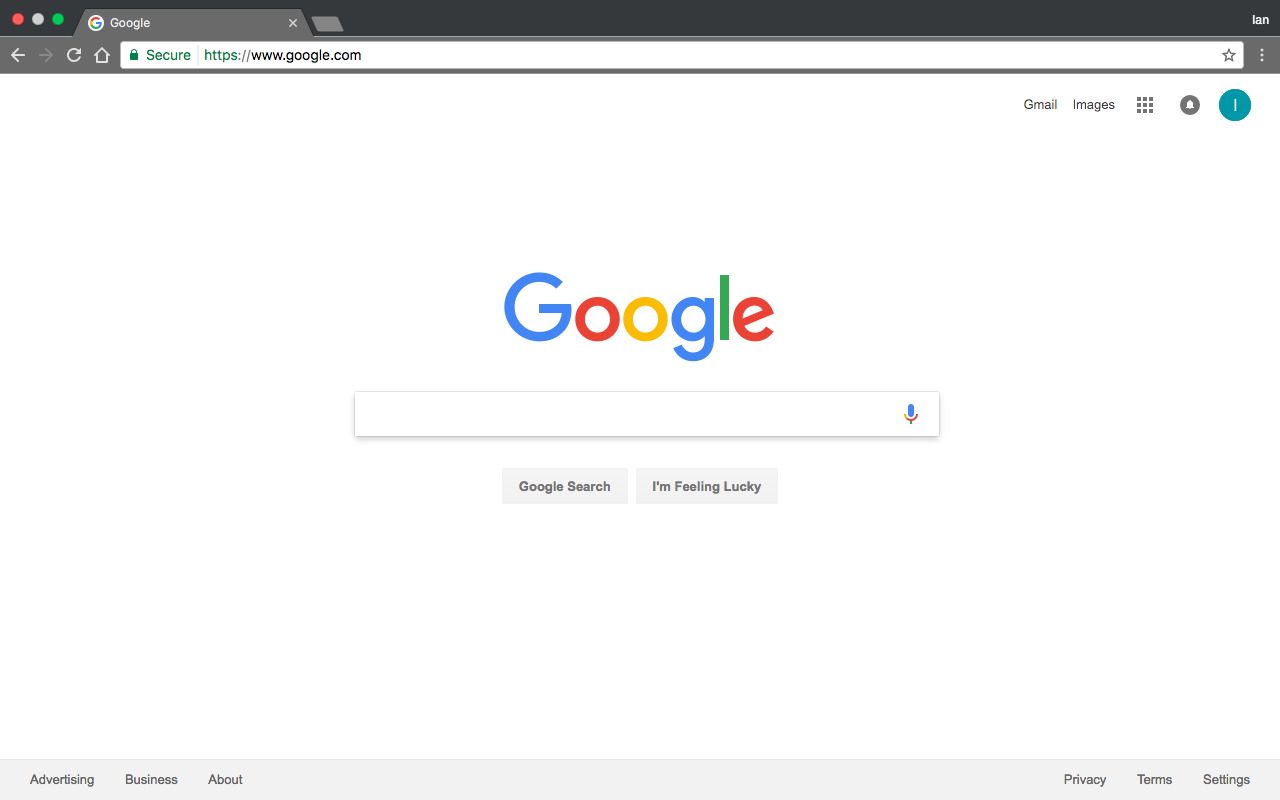 Google
Ian
Secure
https://www.google.com
Gmail Images
I
Google
Google Search I'm Feeling Lucky
Advertising Business About
Privacy Terms Settings